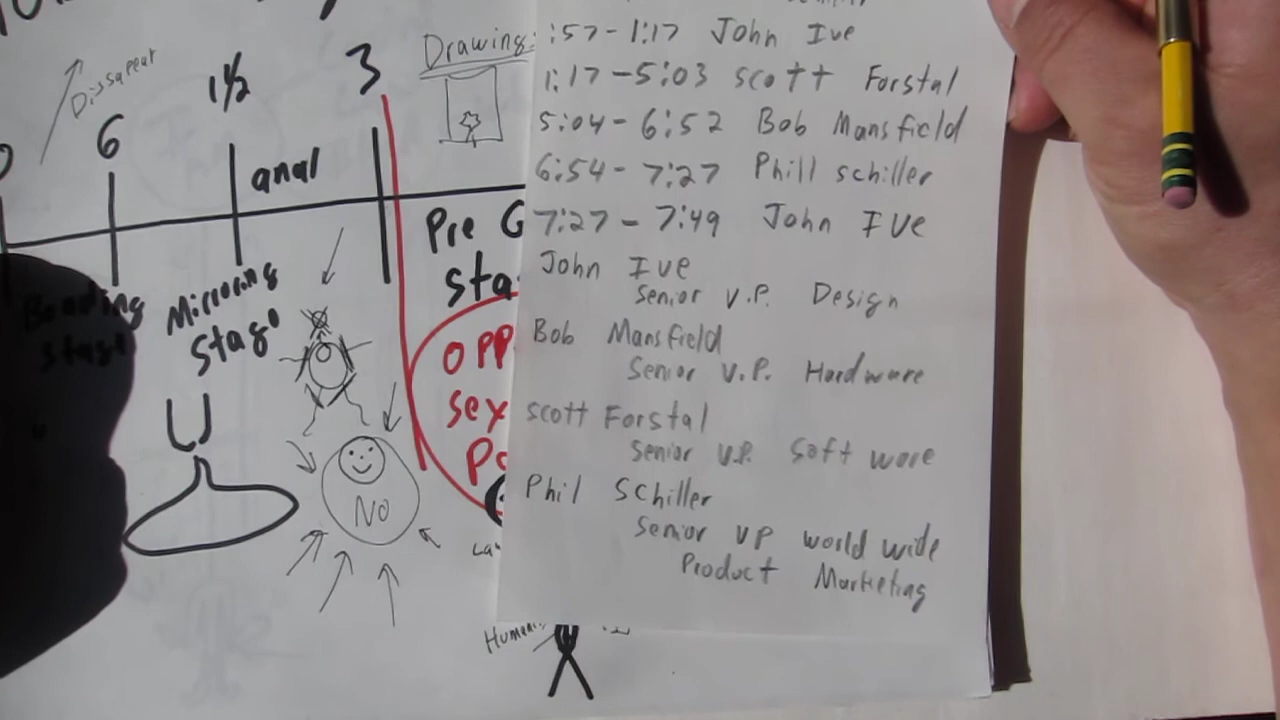 Drawing:
Dissapear
6
1½
3
anal
Bonding
stage
Mirroring
stage
Pre G
sta
OPP
sex
Po
NO
Human
:57 - 1:17 John Ive
1:17 - 5:03 Scott Forstal
5:04 - 6:52 Bob Mansfield
6:54 - 7:27 Phill Schiller
7:27 - 7:49 John Ive
John Ive
Senior V.P. Design
Bob Mansfield
Senior V.P. Hardware
Scott Forstal
Senior V.P. Software
Phil Schiller
Senior VP world wide
Product Marketing